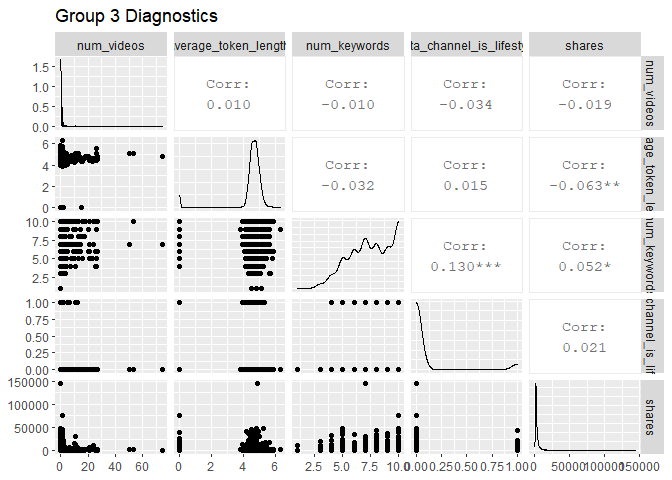 Group 3 Diagnostics
num_videos
verage_token_length
num_keywords
ta_channel_is_lifesty
shares
1.5
1.0
0.5
0.0
Corr:
0.010
Corr:
-0.010
Corr:
-0.034
Corr:
-0.019
num_videos
6
4
2
0
Corr:
-0.032
Corr:
0.015
Corr:
-0.063**
age_token_le
10.0
7.5
5.0
2.5
Corr:
0.130***
Corr:
0.052*
num_keywords
1.00
0.75
0.50
0.25
0.00
Corr:
0.021
channel_is_lif
150000
100000
50000
0
shares
0 20 40 60
0 2 4 6
2.5 5.0 7.5 10.0
0.00 0.25 0.50 0.75 1.00
0 50000 100000 150000